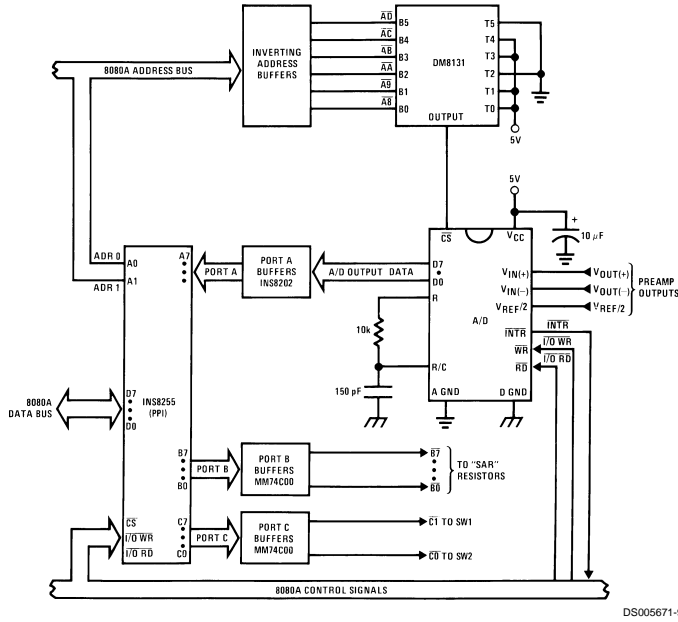 8080A ADDRESS BUS
INVERTING
ADDRESS
BUFFERS
AD
AC
AB
AA
A9
A8
B5
B4
B3
B2
B1
B0
DM8131
OUTPUT
T5
T4
T3
T2
T1
T0
5V
5V
+
10 µF
ADR 0
ADR 1
A0
A1
A7
PORT A
PORT A
BUFFERS
INS8202
A/D OUTPUT DATA
CS
VCC
D7
D0
R
R/C
A GND
D GND
A/D
VIN(+)
VIN(−)
VREF/2
INTR
WR
RD
VOUT(+)
VOUT(−)
VREF/2
PREAMP
OUTPUTS
INTR
I/O WR
I/O RD
10k
150 pF
8080A
DATA BUS
D7
D0
INS8255
(PPI)
B7
B0
PORT B
PORT B
BUFFERS
MM74C00
B7
B0
TO "SAR"
RESISTORS
CS
I/O WR
I/O RD
C7
C0
PORT C
PORT C
BUFFERS
MM74C00
C1 TO SW1
C0 TO SW2
8080A CONTROL SIGNALS